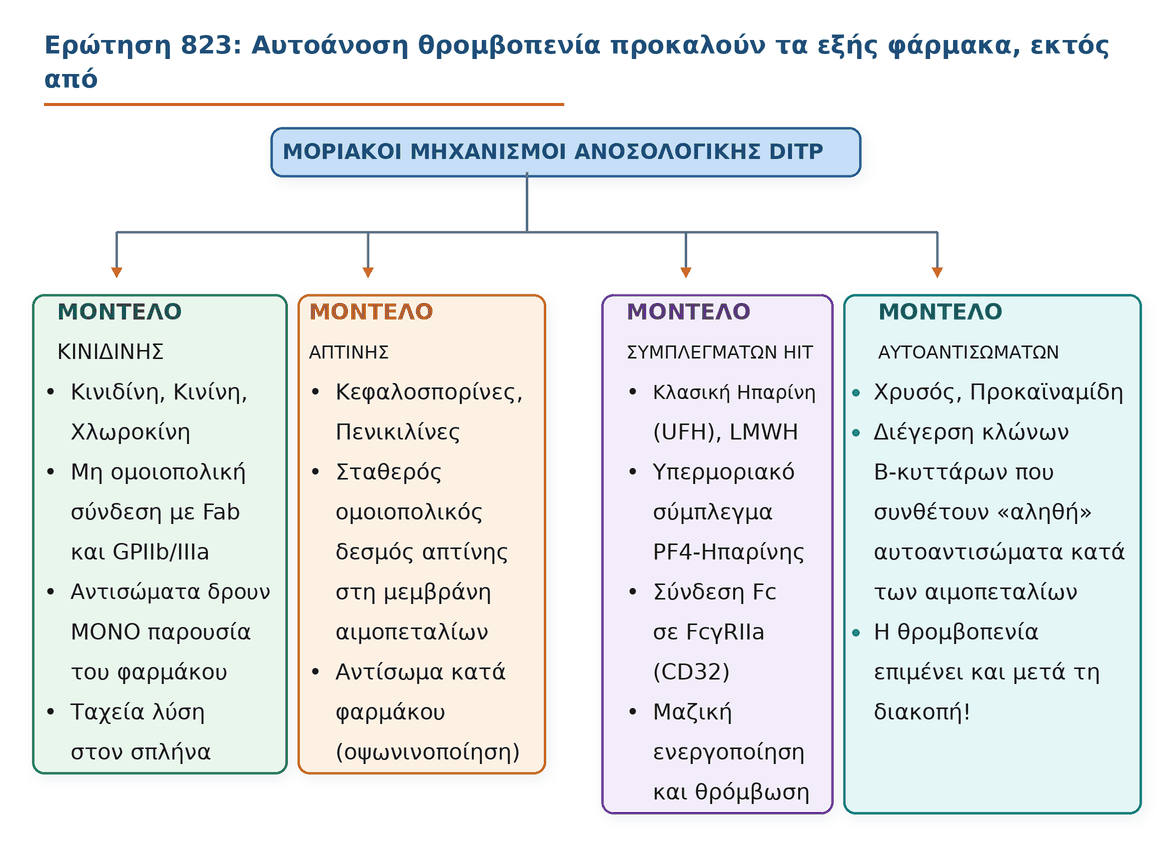 Ερώτηση 823: Αυτοάνοση θρομβοπενία προκαλούν τα εξής φάρμακα, εκτός
από
ΜΟΡΙΑΚΟΙ ΜΗΧΑΝΙΣΜΟΙ ΑΝΟΣΟΛΟΓΙΚΗΣ DITP
ΜΟΝΤΕΛΟ
ΚΙΝΙΔΙΝΗΣ
• Κινιδίνη, Κινίνη,
Χλωροκίνη
• Μη ομοιοπολική
σύνδεση με Fab
και GPIIb/IIIa
• Αντισώματα δρουν
ΜΟΝΟ παρουσία
του φαρμάκου
• Ταχεία λύση
στον σπλήνα
ΜΟΝΤΕΛΟ
ΑΠΤΙΝΗΣ
• Κεφαλοσπορίνες,
Πενικιλίνες
• Σταθερός
ομοιοπολικός
δεσμός απτίνης
στη μεμβράνη
αιμοπεταλίων
• Αντίσωμα κατά
φαρμάκου
(οψωνινοποίηση)
ΜΟΝΤΕΛΟ
ΣΥΜΠΛΕΓΜΑΤΩΝ HIT
• Κλασική Ηπαρίνη
(UFH), LMWH
• Υπερμοριακό
σύμπλεγμα
PF4-Ηπαρίνης
• Σύνδεση Fc
σε FcγRIIa
(CD32)
• Μαζική
ενεργοποίηση
και θρόμβωση
ΜΟΝΤΕΛΟ
ΑΥΤΟΑΝΤΙΣΩΜΑΤΩΝ
• Χρυσός, Προκαϊναμίδη
• Διέγερση κλώνων
Β-κυττάρων που
συνθέτουν «αληθή»
αυτοαντισώματα κατά
των αιμοπεταλίων
• Η θρομβοπενία
επιμένει και μετά τη
διακοπή!